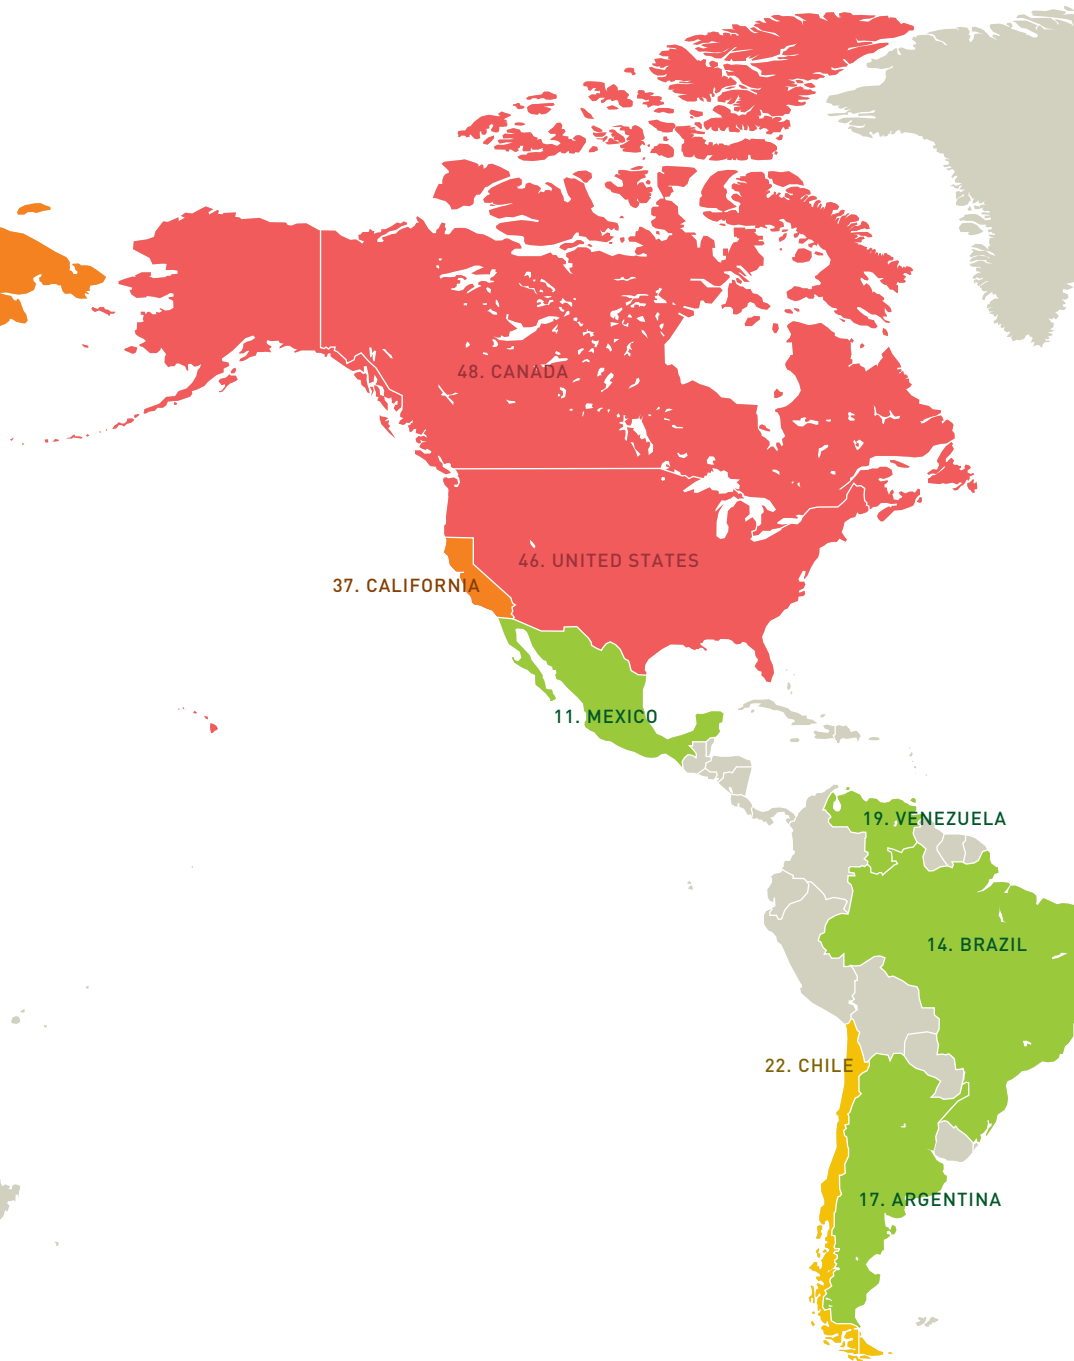 48. CANADA
46. UNITED STATES
37. CALIFORNIA
11. MEXICO
19. VENEZUELA
14. BRAZIL
22. CHILE
17. ARGENTINA